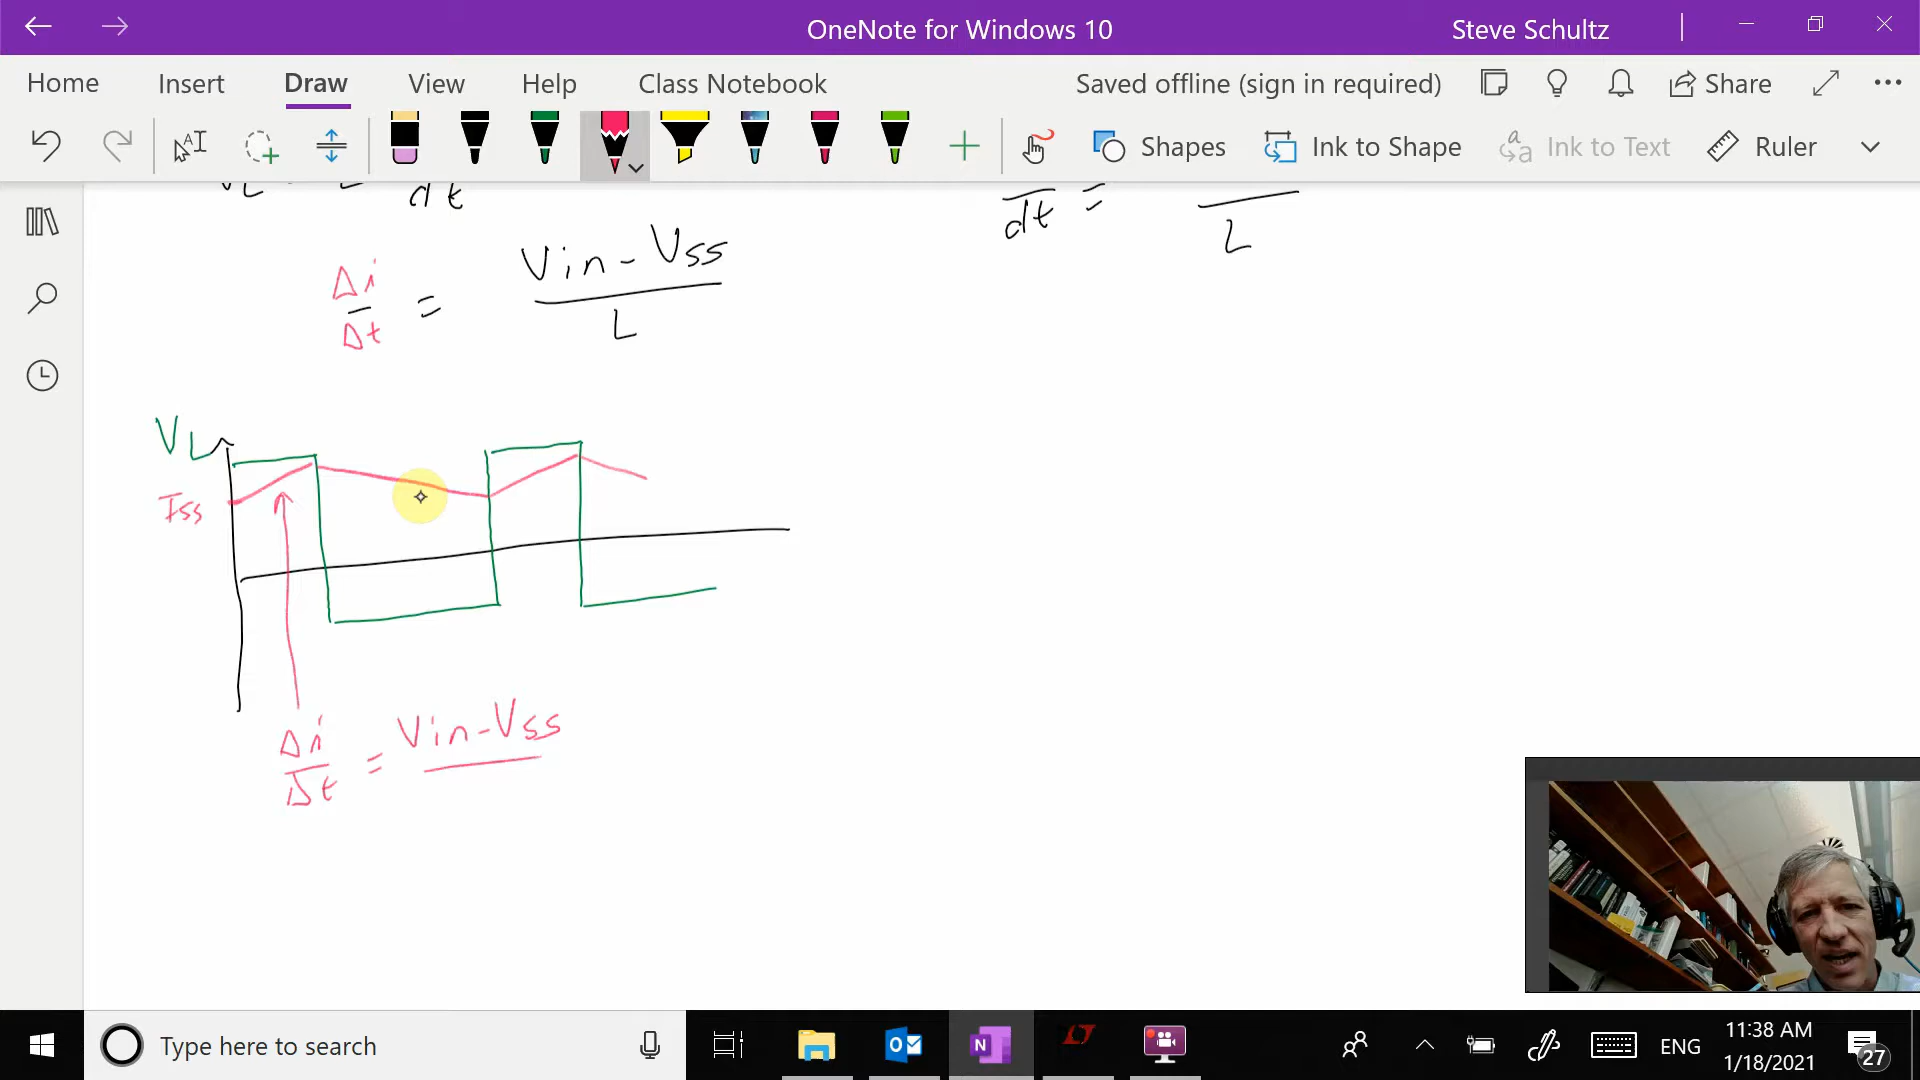 OneNote for Windows 10
Steve Schultz
Home Insert Draw View Help Class Notebook
Saved offline (sign in required)
Share
Shapes
Ink to Shape
Ink to Text
Ruler
dt
dt =
L
Δi
Δt
=
Vin - Vss
L
VL
Iss
Δi
Δt
= Vin - Vss
Type here to search
ENG
11:38 AM
1/18/2021
27